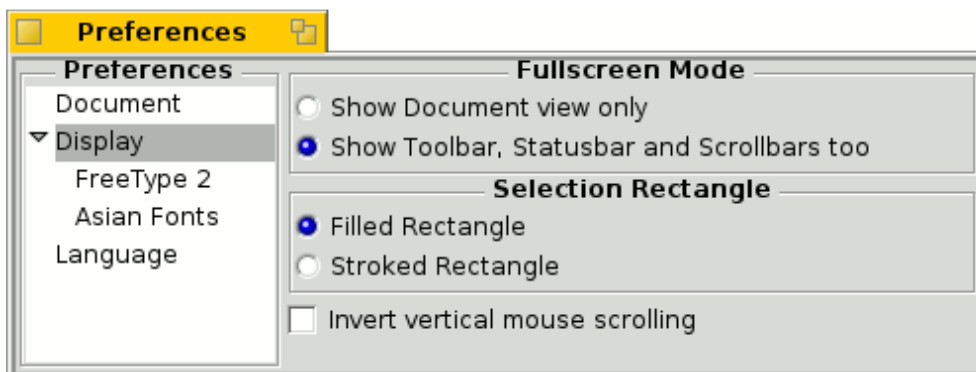 Preferences
Preferences
Document
Display
FreeType 2
Asian Fonts
Language
Fullscreen Mode
Show Document view only
Show Toolbar, Statusbar and Scrollbars too
Selection Rectangle
Filled Rectangle
Stroked Rectangle
Invert vertical mouse scrolling